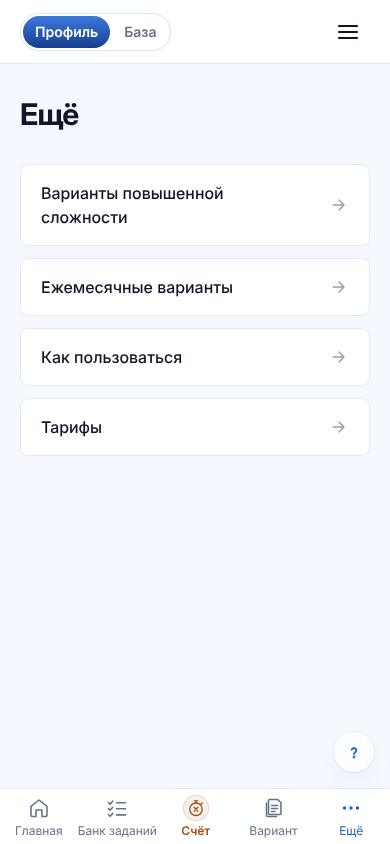 Профиль База
Ещё
Варианты повышенной
сложности
Ежемесячные варианты
Как пользоваться
Тарифы
?
Главная Банк заданий Счёт Вариант Ещё